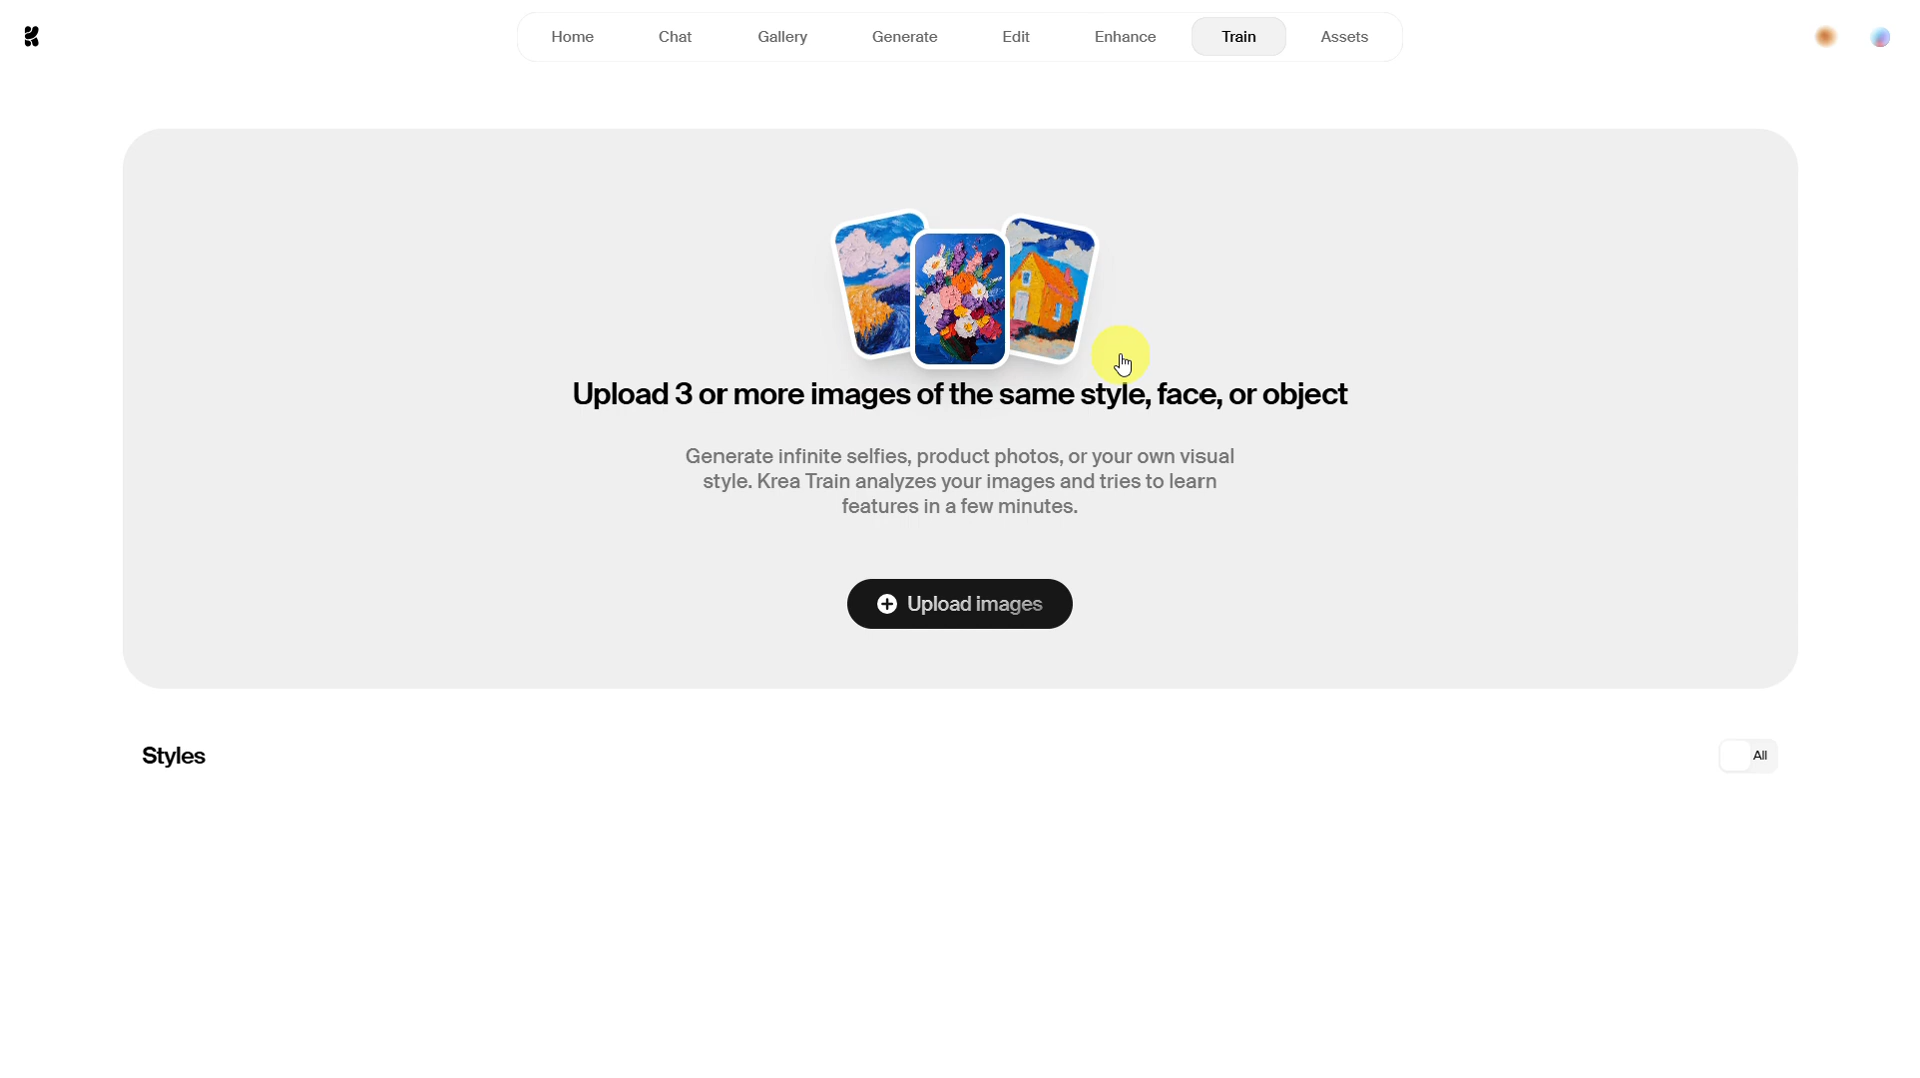 Home
Chat
Gallery
Generate
Edit
Enhance
Train
Assets
Upload 3 or more images of the same style, face, or object
Generate infinite selfies, product photos, or your own visual
style. Krea Train analyzes your images and tries to learn
features in a few minutes.
Upload images
Styles
All